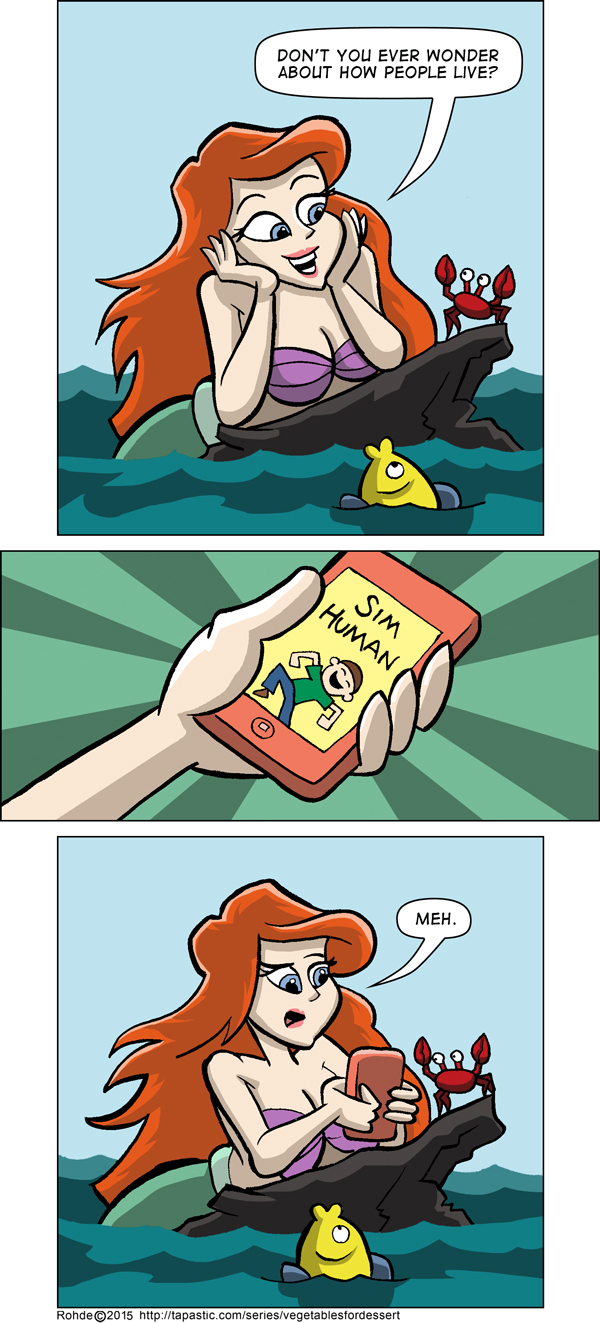 DON'T YOU EVER WONDER
ABOUT HOW PEOPLE LIVE?
SIM
HUMAN
MEH.
Rohde©2015 http://tapastic.com/series/vegetablesfordessert